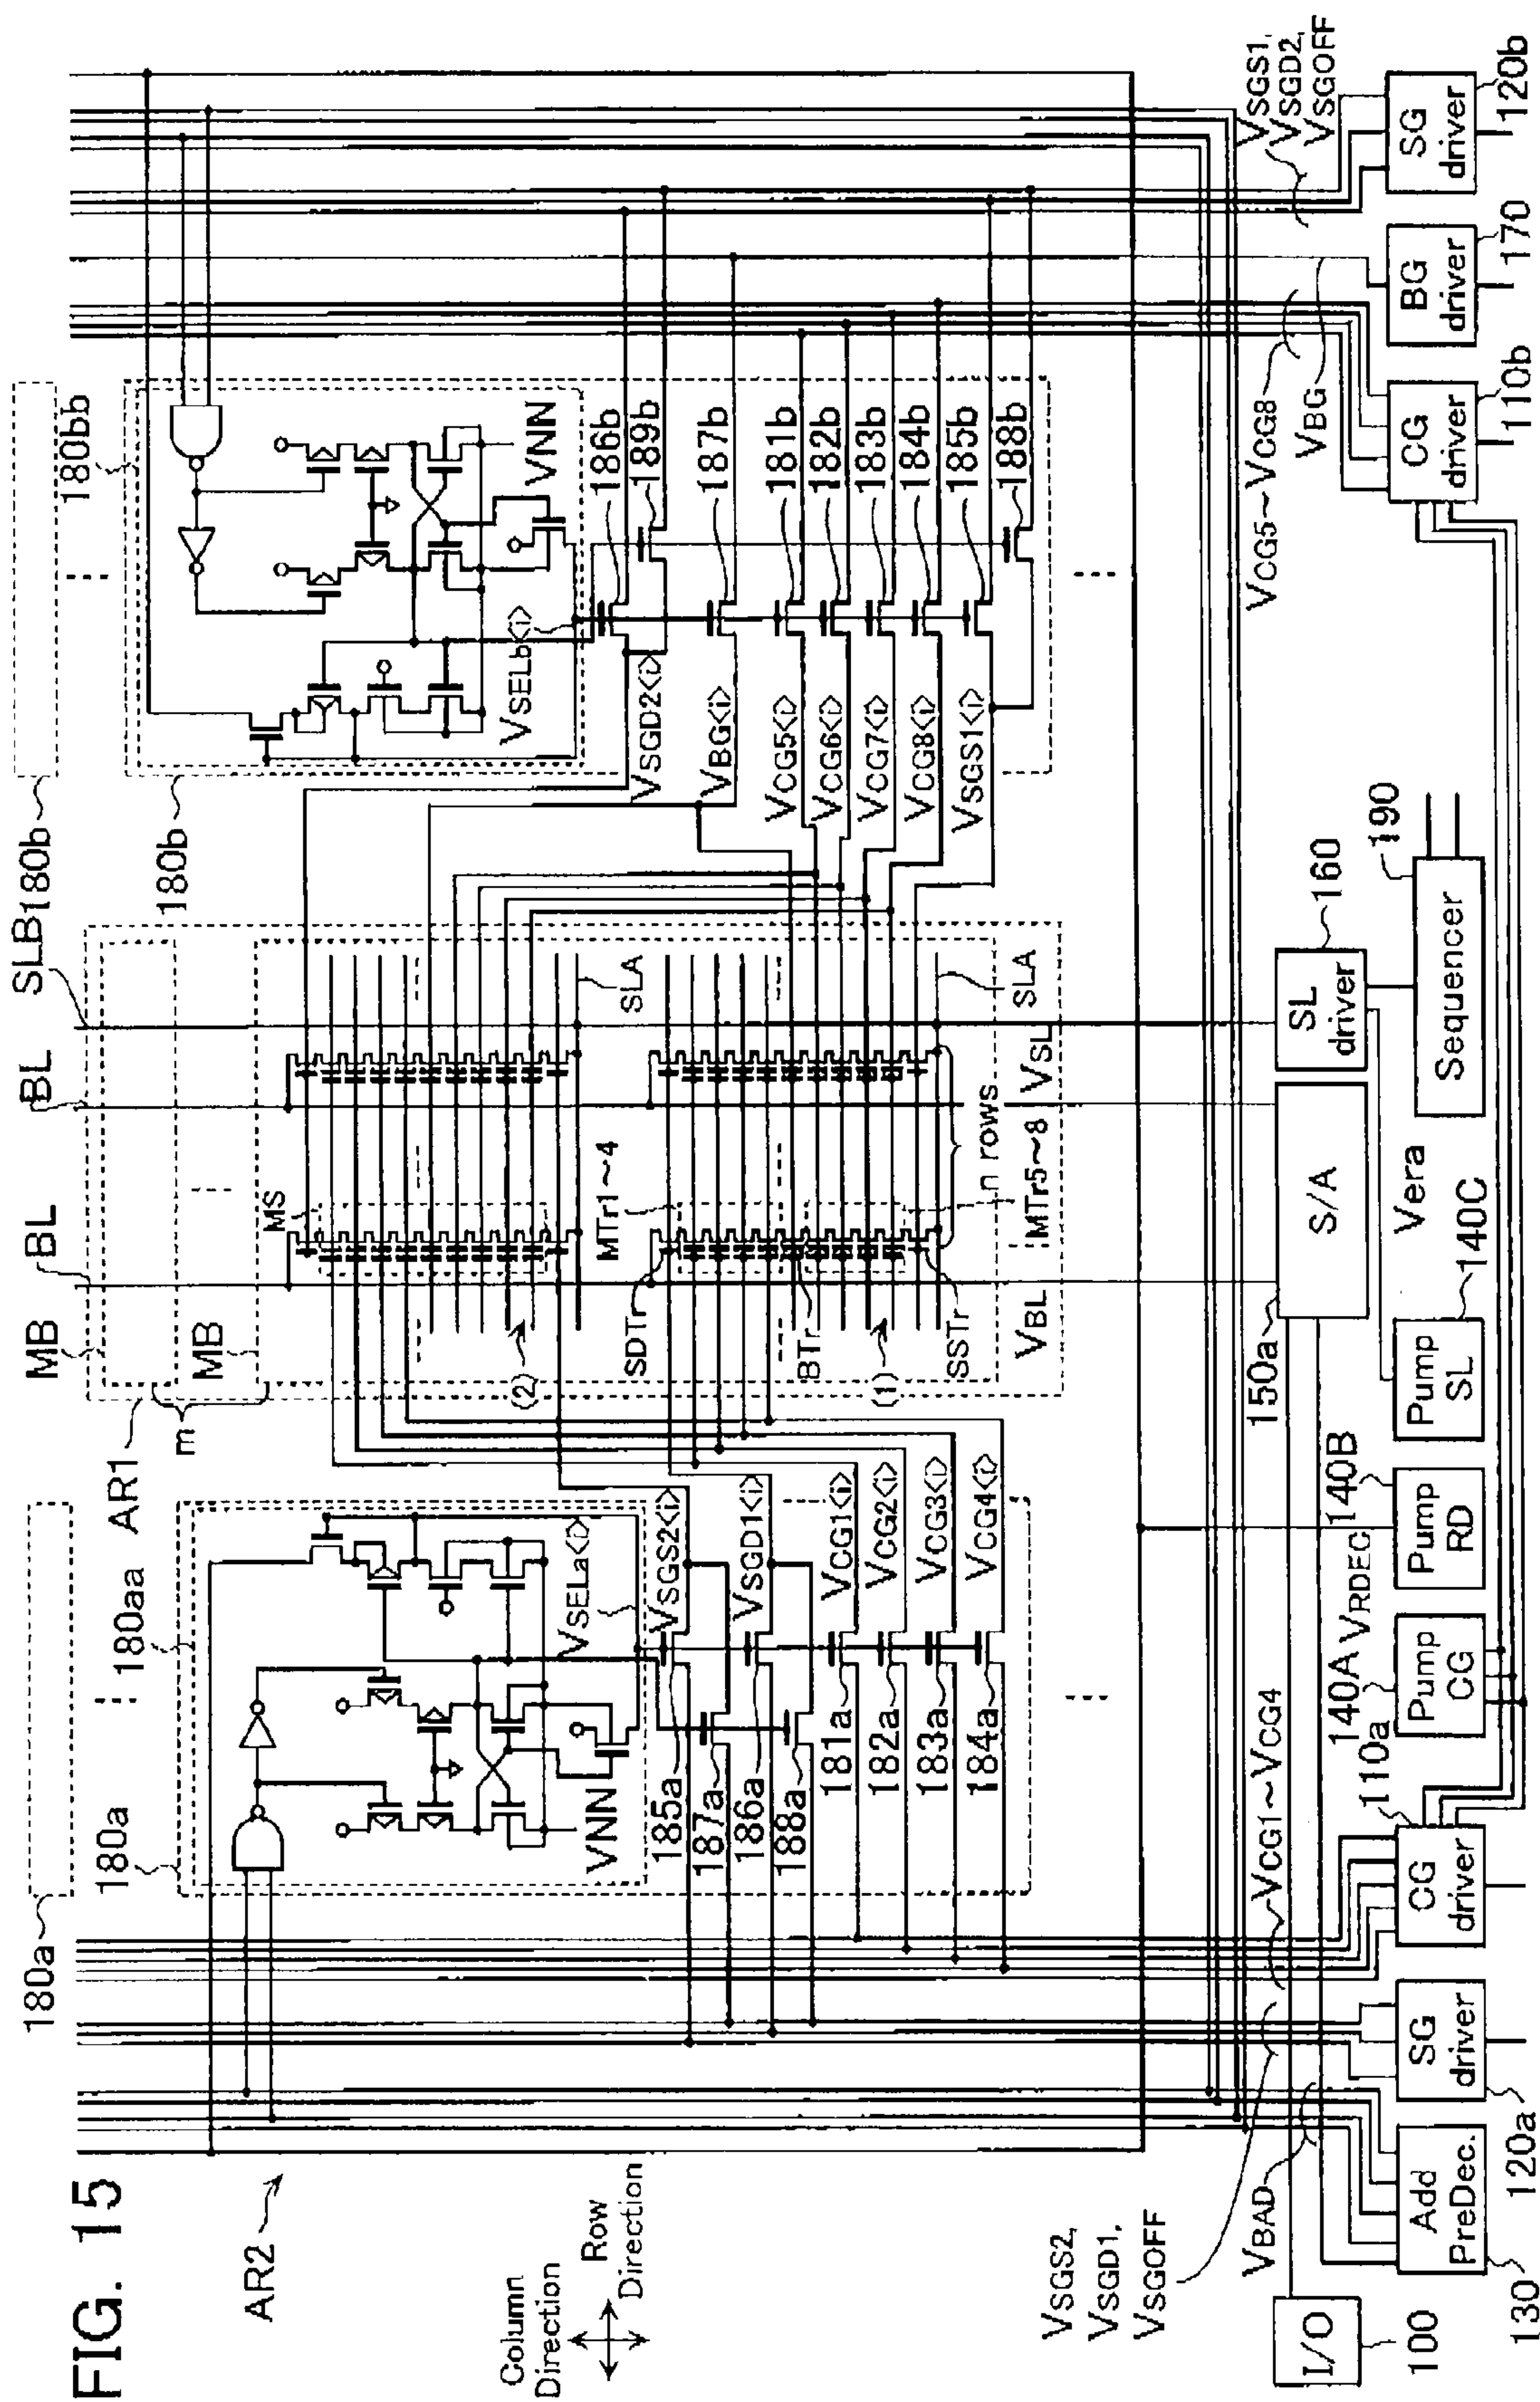 FIG. 15
AR2
Column
Direction
Row
Direction
180a
180a
180aa
AR1
m
MB
MB
BL
BL
SLB
180b
180b
180bb
VNN
VSELa<i>
VSGS2<i>
VSGD1<i>
VCG1<i>
VCG2<i>
VCG3<i>
VCG4<i>
185a
187a
186a
188a
181a
182a
183a
184a
MS
(2)
MTr1~4
SDTr
BTr
(1)
SSTr
n rows
MTr5~8
SLA
SLA
VBL
VSL
VSELb<i>
VNN
VSGD2<i>
VBG<i>
VCG5<i>
VCG6<i>
VCG7<i>
VCG8<i>
VSGS1<i>
186b
189b
187b
181b
182b
183b
184b
185b
188b
VSGS2,
VSGD1,
VSGOFF
VBAD
VCG1~VCG4
VCG5~VCG8
VBG
VSGS1,
VSGD2,
VSGOFF
I/O
100
Add
PreDec.
130
SG
driver
120a
CG
driver
110a
Pump
CG
140A
VRDEC
Pump
RD
140B
Pump
SL
140C
S/A
150a
Vera
SL
driver
160
Sequencer
190
CG
driver
110b
BG
driver
170
SG
driver
120b